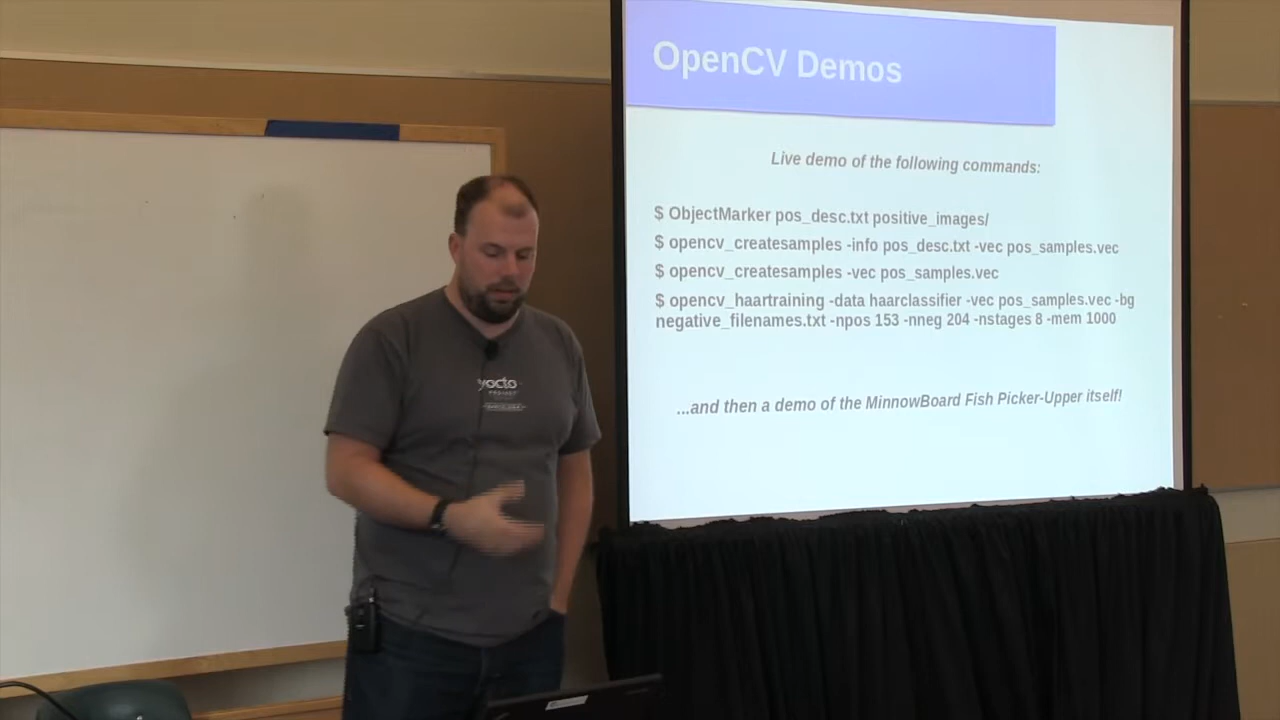 OpenCV Demos
Live demo of the following commands:
$ ObjectMarker pos_desc.txt positive_images/
$ opencv_createsamples -info pos_desc.txt -vec pos_samples.vec
$ opencv_createsamples -vec pos_samples.vec
$ opencv_haartraining -data haarclassifier -vec pos_samples.vec -bg
negative_filenames.txt -npos 153 -nneg 204 -nstages 8 -mem 1000
...and then a demo of the MinnowBoard Fish Picker-Upper itself!
yocto
PROJECT